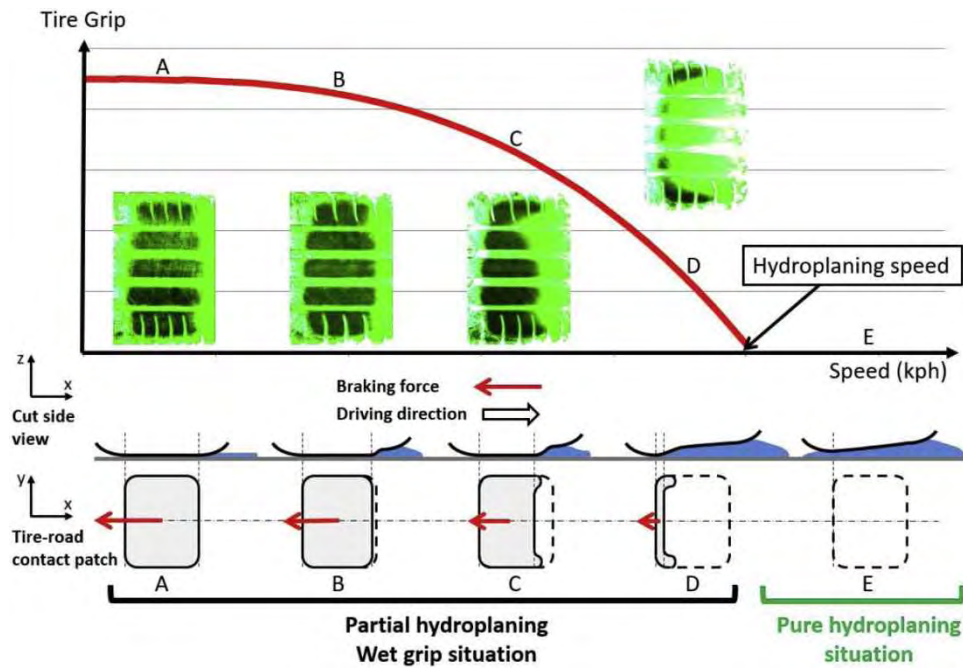 Tire Grip
A
B
C
D
Hydroplaning speed
E
Speed (kph)
z
x
Cut side
view
Braking force
Driving direction
y
x
Tire-road
contact patch
A
B
C
D
E
Partial hydroplaning
Wet grip situation
Pure hydroplaning
situation